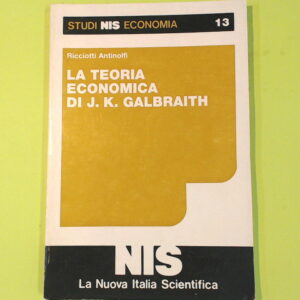 STUDI NIS ECONOMIA 13
Ricciotti Antinolfi
LA TEORIA
ECONOMICA
DI J. K. GALBRAITH
NIS
La Nuova Italia Scientifica